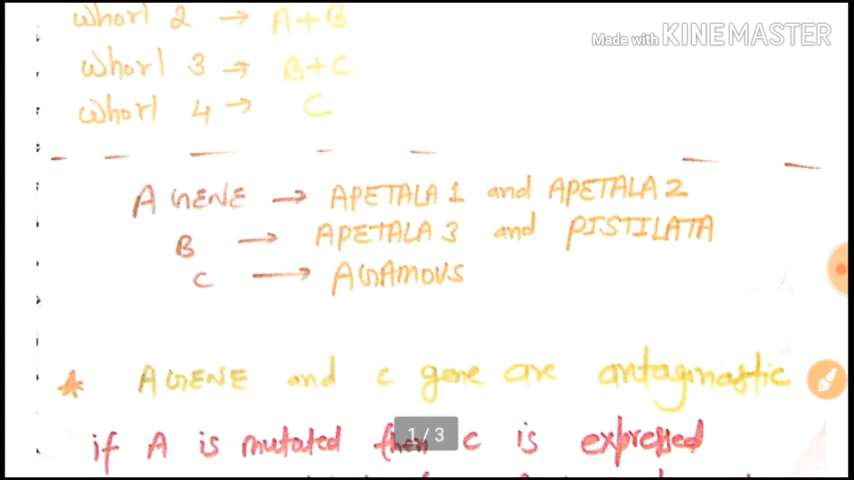 whorl 2 → A+B
Made with KINEMASTER
whorl 3 → B+C
whorl 4 → C
A GENE → APETALA 1 and APETALA 2
B → APETALA 3 and PISTILATA
C → AGAMOUS
* A GENE and c gene are antaginastic
if A is mutated then c is expressed
1/3